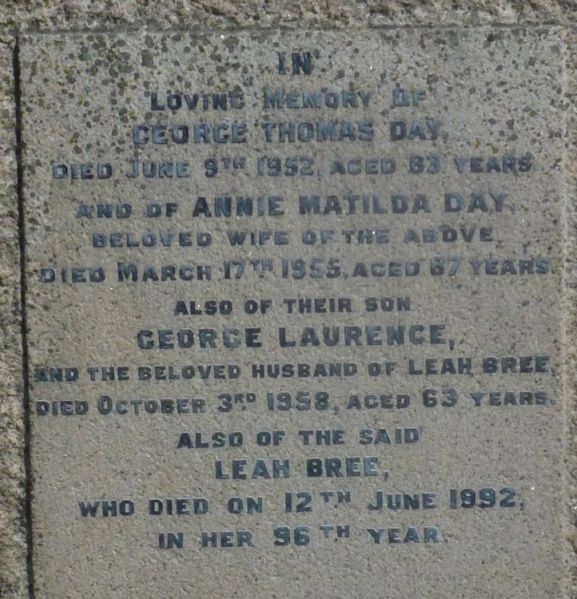 IN
LOVING MEMORY OF
GEORGE THOMAS DAY,
DIED JUNE 9TH 1952, AGED 83 YEARS.
AND OF ANNIE MATILDA DAY,
BELOVED WIFE OF THE ABOVE
DIED MARCH 17TH 1955, AGED 87 YEARS.
ALSO OF THEIR SON
GEORGE LAURENCE,
AND THE BELOVED HUSBAND OF LEAH BREE,
DIED OCTOBER 3RD 1958, AGED 63 YEARS.
ALSO OF THE SAID
LEAH BREE,
WHO DIED ON 12TH JUNE 1992,
IN HER 96TH YEAR.